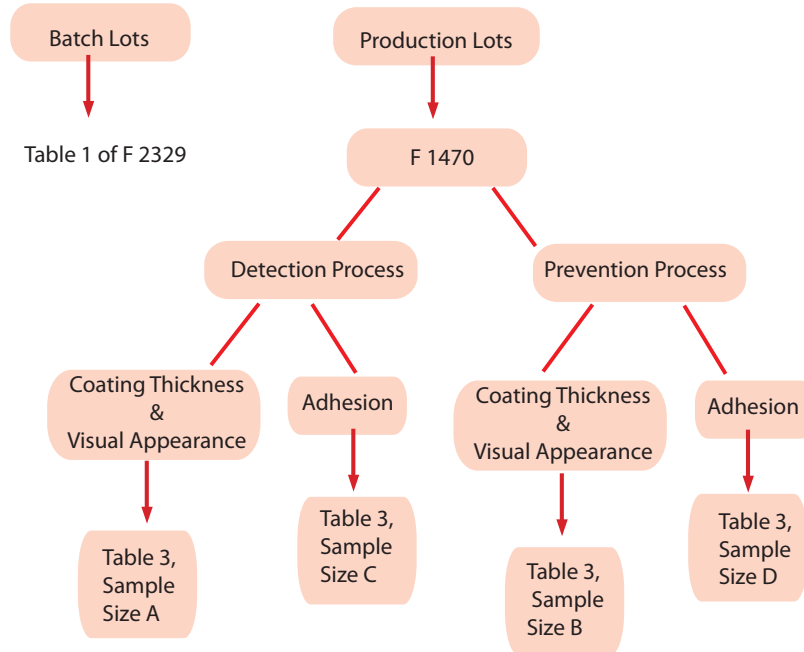 Batch Lots
Production Lots
Table 1 of F 2329
F 1470
Detection Process
Prevention Process
Coating Thickness
&
Visual Appearance
Adhesion
Coating Thickness
&
Visual Appearance
Adhesion
Table 3,
Sample
Size A
Table 3,
Sample
Size C
Table 3,
Sample
Size B
Table 3,
Sample
Size D